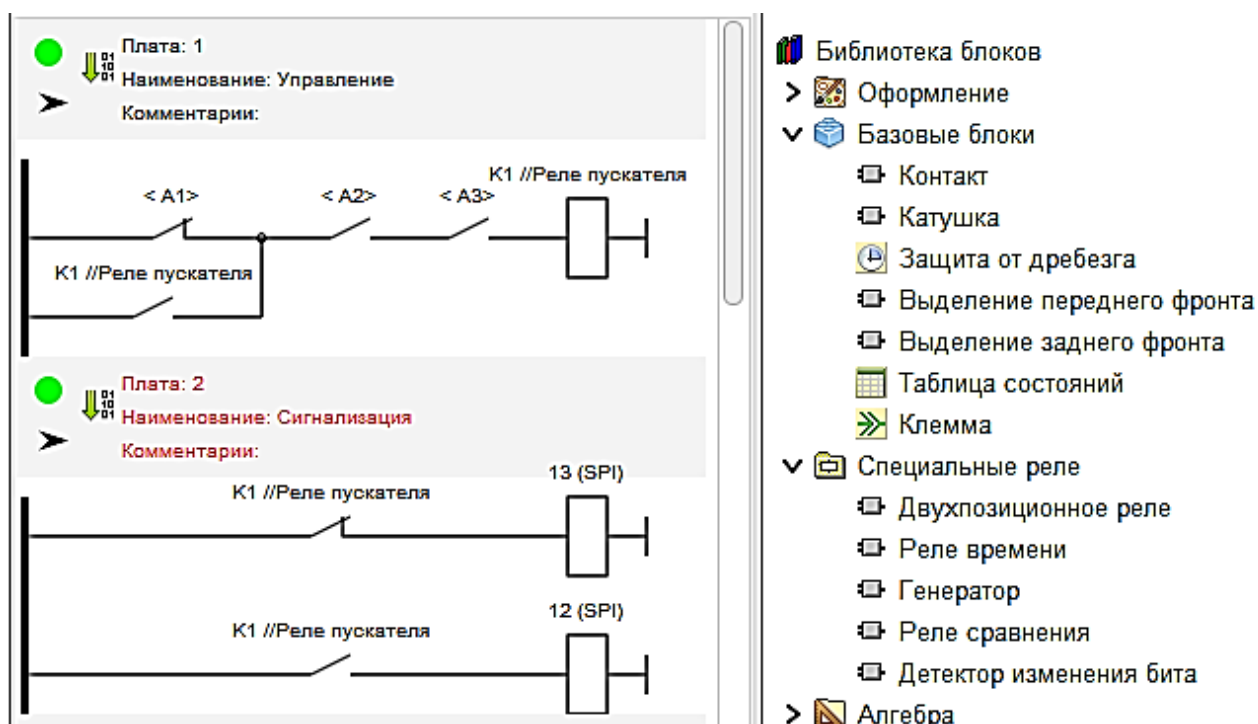 Плата: 1
Наименование: Управление
Комментарии:
K1 //Реле пускателя
< A1>
< A2>
< A3>
K1 //Реле пускателя
Плата: 2
Наименование: Сигнализация
Комментарии:
13 (SPI)
K1 //Реле пускателя
12 (SPI)
K1 //Реле пускателя
Библиотека блоков
Оформление
Базовые блоки
Контакт
Катушка
Защита от дребезга
Выделение переднего фронта
Выделение заднего фронта
Таблица состояний
Клемма
Специальные реле
Двухпозиционное реле
Реле времени
Генератор
Реле сравнения
Детектор изменения бита
Алгебра